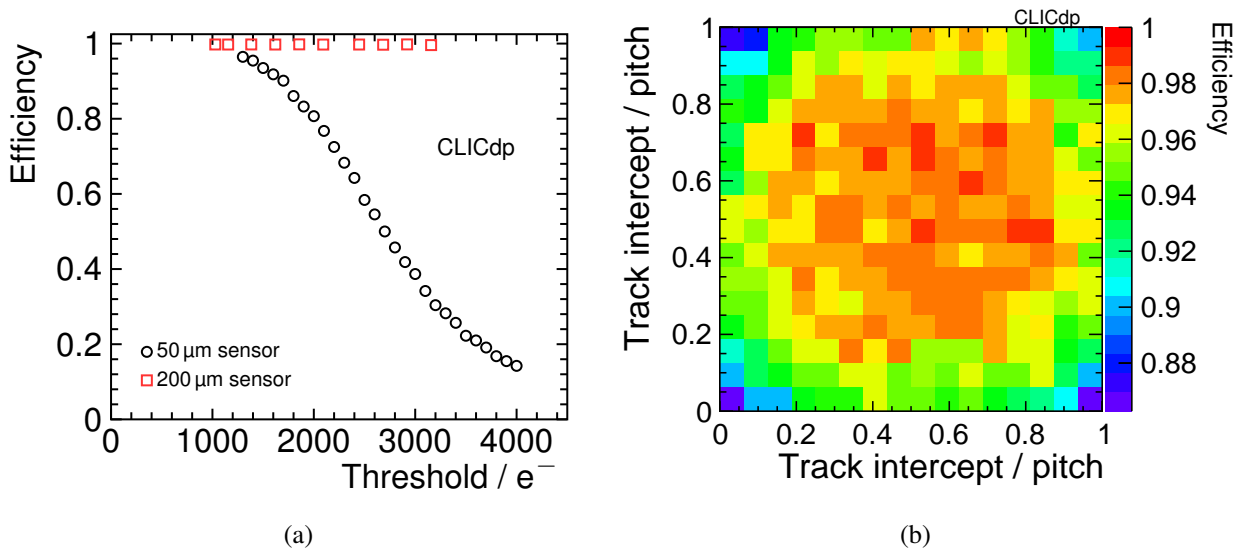 1
0.8
0.6
0.4
0.2
0
Efficiency
CLICdp
50 μm sensor
200 μm sensor
0 1000 2000 3000 4000
Threshold / e−
(a)
CLICdp
1
0.8
0.6
0.4
0.2
0
Track intercept / pitch
0 0.2 0.4 0.6 0.8 1
Track intercept / pitch
1
0.98
0.96
0.94
0.92
0.9
0.88
Efficiency
(b)